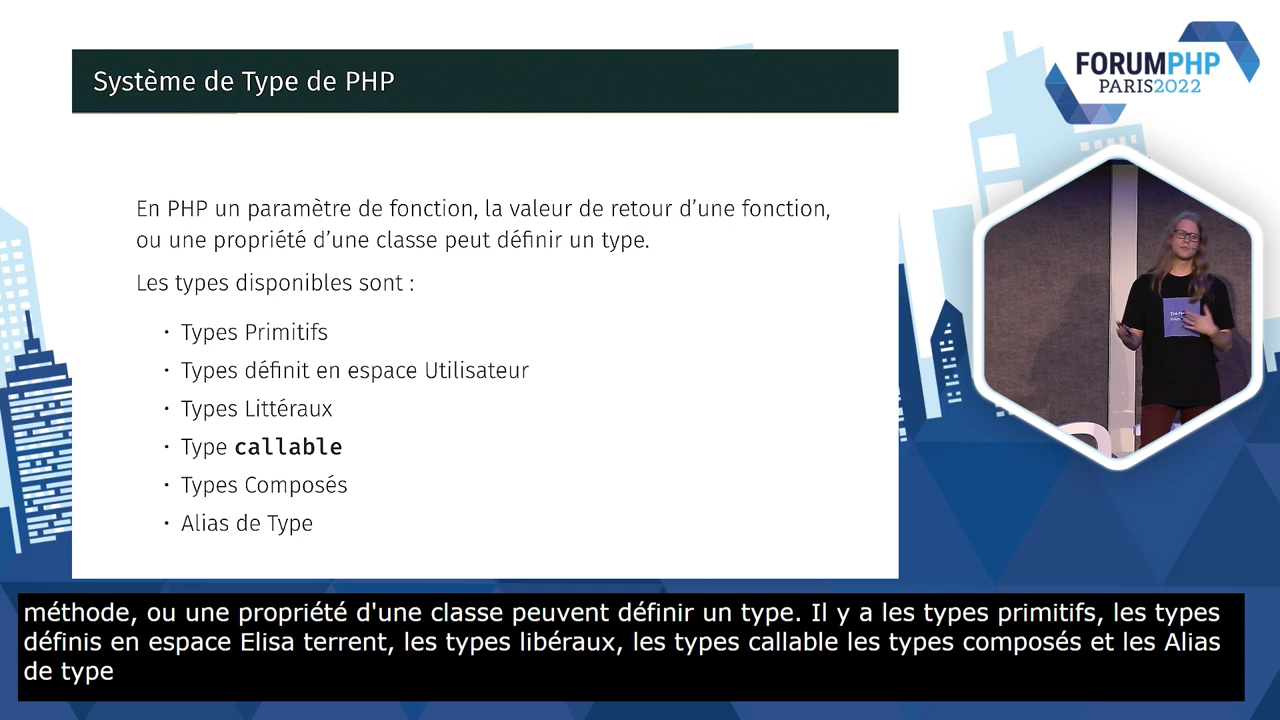 Système de Type de PHP
FORUMPHP
PARIS2022
En PHP un paramètre de fonction, la valeur de retour d’une fonction,
ou une propriété d’une classe peut définir un type.
Les types disponibles sont :
• Types Primitifs
• Types définit en espace Utilisateur
• Types Littéraux
• Type callable
• Types Composés
• Alias de Type
méthode, ou une propriété d'une classe peuvent définir un type. Il y a les types primitifs, les types
définis en espace Elisa terrent, les types libéraux, les types callable les types composés et les Alias
de type